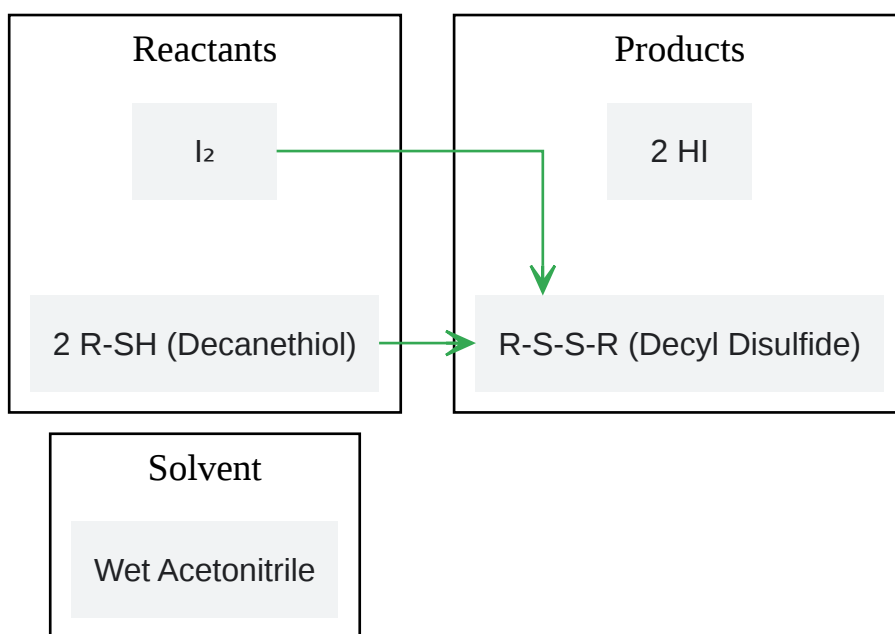 Reactants
I₂
2 R-SH (Decanethiol)
Products
2 HI
R-S-S-R (Decyl Disulfide)
Solvent
Wet Acetonitrile